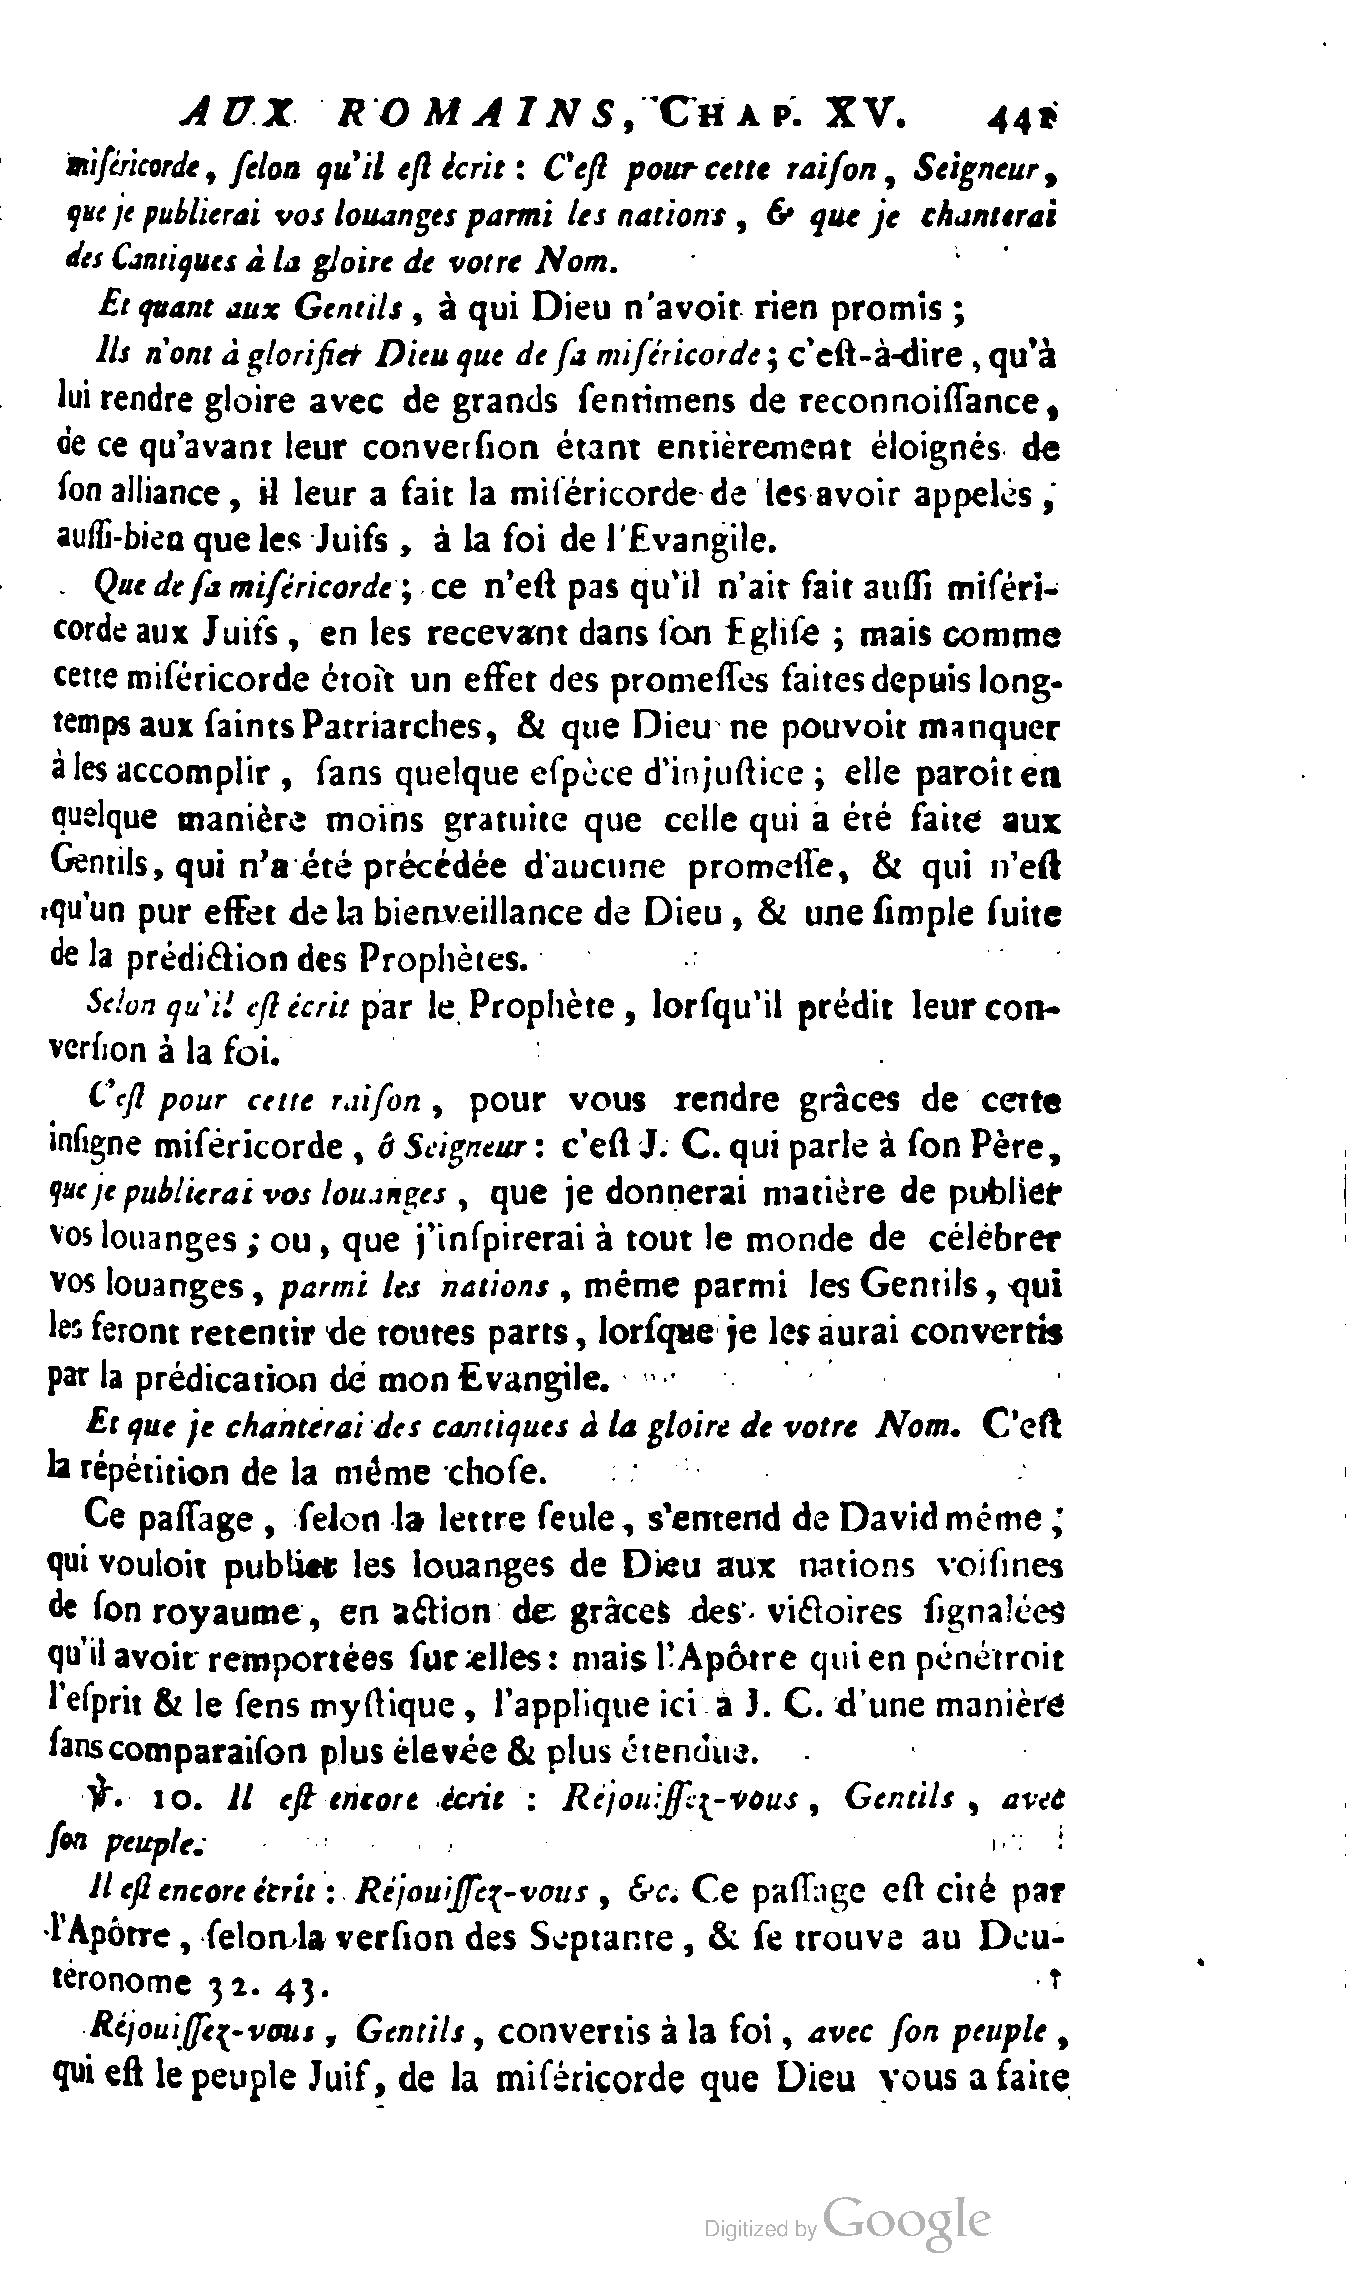 AUX ROMAINS, CHAP. XV. 441
miſéricorde, ſelon qu'il eſt écrit : C'eſt pour cette raiſon, Seigneur,
que je publierai vos louanges parmi les nations, & que je chanterai
des Cantiques à la gloire de votre Nom.
Et quant aux Gentils, à qui Dieu n'avoit rien promis ;
Ils n'ont à glorifier Dieu que de ſa miſéricorde ; c'eſt-à-dire, qu'à
lui rendre gloire avec de grands ſentimens de reconnoiſſance,
de ce qu'avant leur converſion étant entièrement éloignés de
ſon alliance, il leur a fait la miſéricorde de les avoir appelés,
auſſi-bien que les Juifs, à la foi de l'Evangile.
Que de ſa miſéricorde ; ce n'eſt pas qu'il n'ait fait auſſi miſéri-
corde aux Juifs, en les recevant dans ſon Egliſe ; mais comme
cette miſéricorde étoit un effet des promeſſes faites depuis long-
temps aux ſaints Patriarches, & que Dieu ne pouvoit manquer
à les accomplir, ſans quelque eſpèce d'injuſtice ; elle paroît en
quelque manière moins gratuite que celle qui a été faite aux
Gentils, qui n'a été précédée d'aucune promeſſe, & qui n'eſt
qu'un pur effet de la bienveillance de Dieu, & une ſimple ſuite
de la prédiction des Prophètes.
Selon qu'il eſt écrit par le Prophète, lorſqu'il prédit leur con-
verſion à la foi.
C'eſt pour cette raiſon, pour vous rendre grâces de cette
inſigne miſéricorde, ô Seigneur : c'eſt J. C. qui parle à ſon Père,
que je publierai vos louanges, que je donnerai matière de publier
vos louanges ; ou, que j'inſpirerai à tout le monde de célébrer
vos louanges, parmi les nations, même parmi les Gentils, qui
les feront retentir de toutes parts, lorſque je les aurai convertis
par la prédication de mon Evangile.
Et que je chanterai des cantiques à la gloire de votre Nom. C'eſt
la répétition de la même choſe.
Ce paſſage, ſelon la lettre ſeule, s'entend de David même ;
qui vouloit publier les louanges de Dieu aux nations voiſines
de ſon royaume, en action de grâces des victoires ſignalées
qu'il avoit remportées ſur elles : mais l'Apôtre qui en pénétroit
l'eſprit & le ſens myſtique, l'applique ici à J. C. d'une manière
ſans comparaiſon plus élevée & plus étendue.
℣. 10. Il eſt encore écrit : Réjouiſſez-vous, Gentils, avec
ſon peuple.
Il eſt encore écrit : Réjouiſſez-vous, &c. Ce paſſage eſt cité par
l'Apôtre, ſelon la verſion des Septante, & ſe trouve au Deu-
téronome 32. 43.
Réjouiſſez-vous, Gentils, convertis à la foi, avec ſon peuple,
qui eſt le peuple Juif, de la miſéricorde que Dieu vous a faite
Digitized by Google